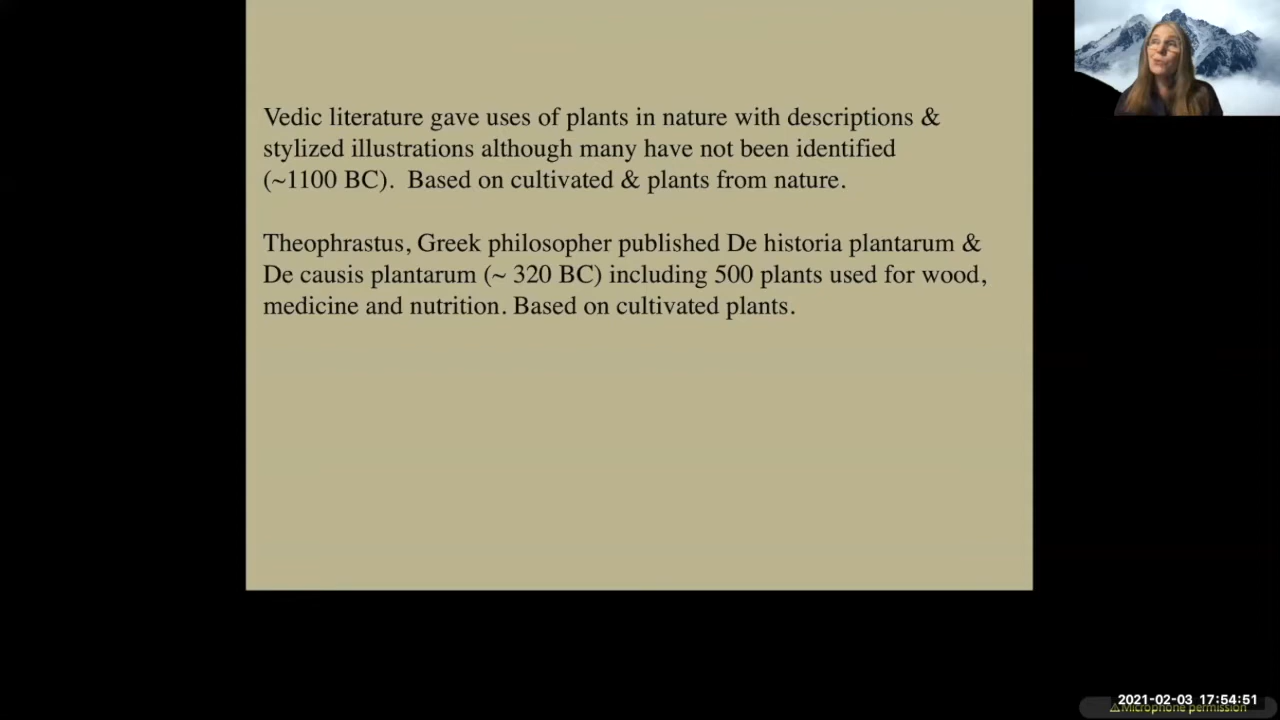 Vedic literature gave uses of plants in nature with descriptions &
stylized illustrations although many have not been identified
(~1100 BC).  Based on cultivated & plants from nature.
Theophrastus, Greek philosopher published De historia plantarum &
De causis plantarum (~ 320 BC) including 500 plants used for wood,
medicine and nutrition. Based on cultivated plants.
2021-02-03 17:54:51
⚠Microphone permission